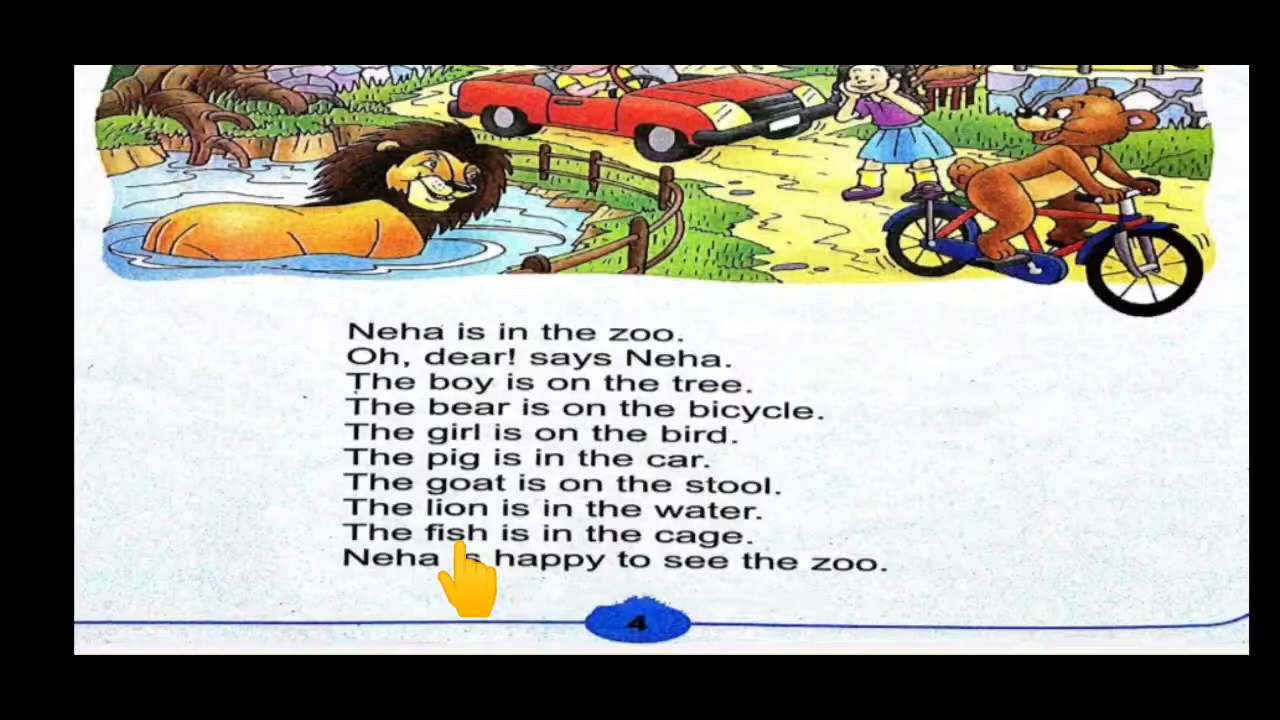 Neha is in the zoo.
Oh, dear! says Neha.
The boy is on the tree.
The bear is on the bicycle.
The girl is on the bird.
The pig is in the car.
The goat is on the stool.
The lion is in the water.
The fish is in the cage.
Neha is happy to see the zoo.
4